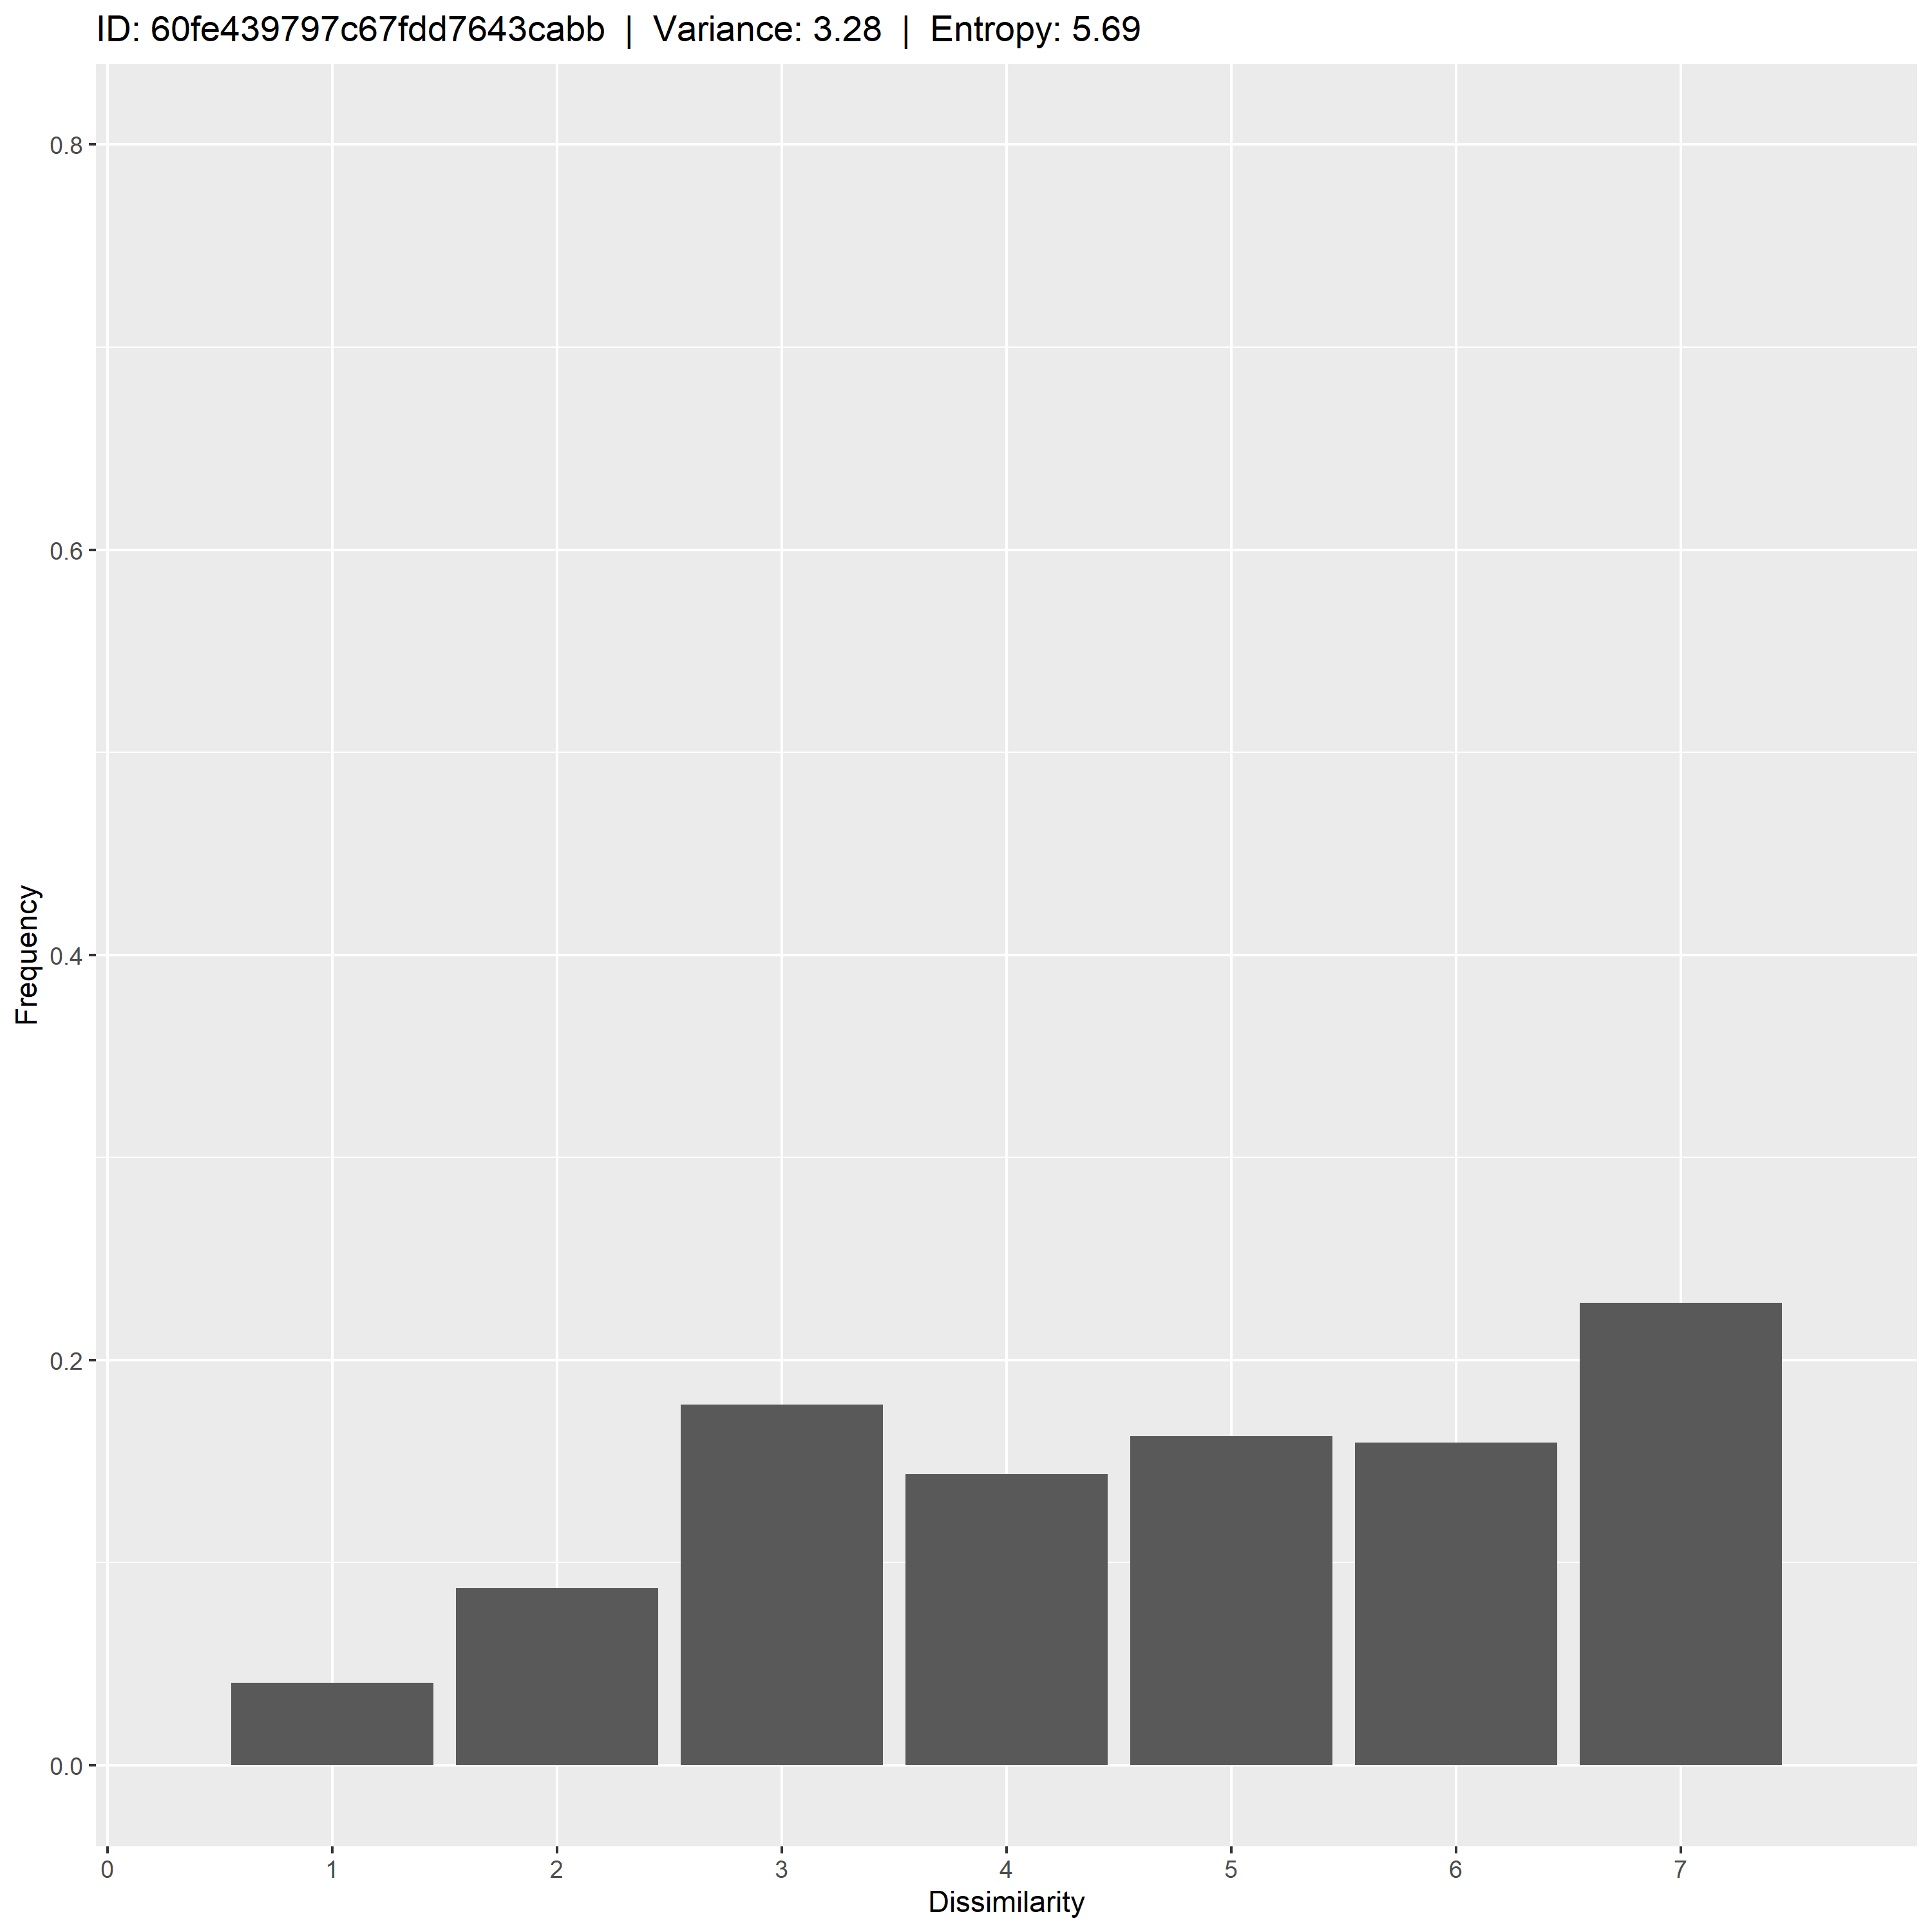 ID: 60fe439797c67fdd7643cabb | Variance: 3.28 | Entropy: 5.69
Frequency
0.8
0.6
0.4
0.2
0.0
0 1 2 3 4 5 6 7
Dissimilarity